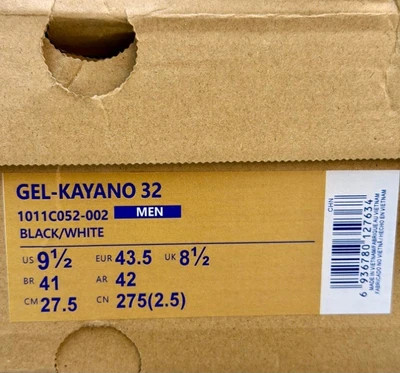 GEL-KAYANO 32
1011C052-002 MEN
BLACK/WHITE
US 9½ EUR 43.5 UK 8½
BR 41 AR 42
CM 27.5 CN 275(2.5)
CHN
6 936780 127634
MADE IN VIETNAM/FABRIQUÉ AU VIETNAM
FABRICADO NO VIETNÃ/HECHO EN VIETNAM